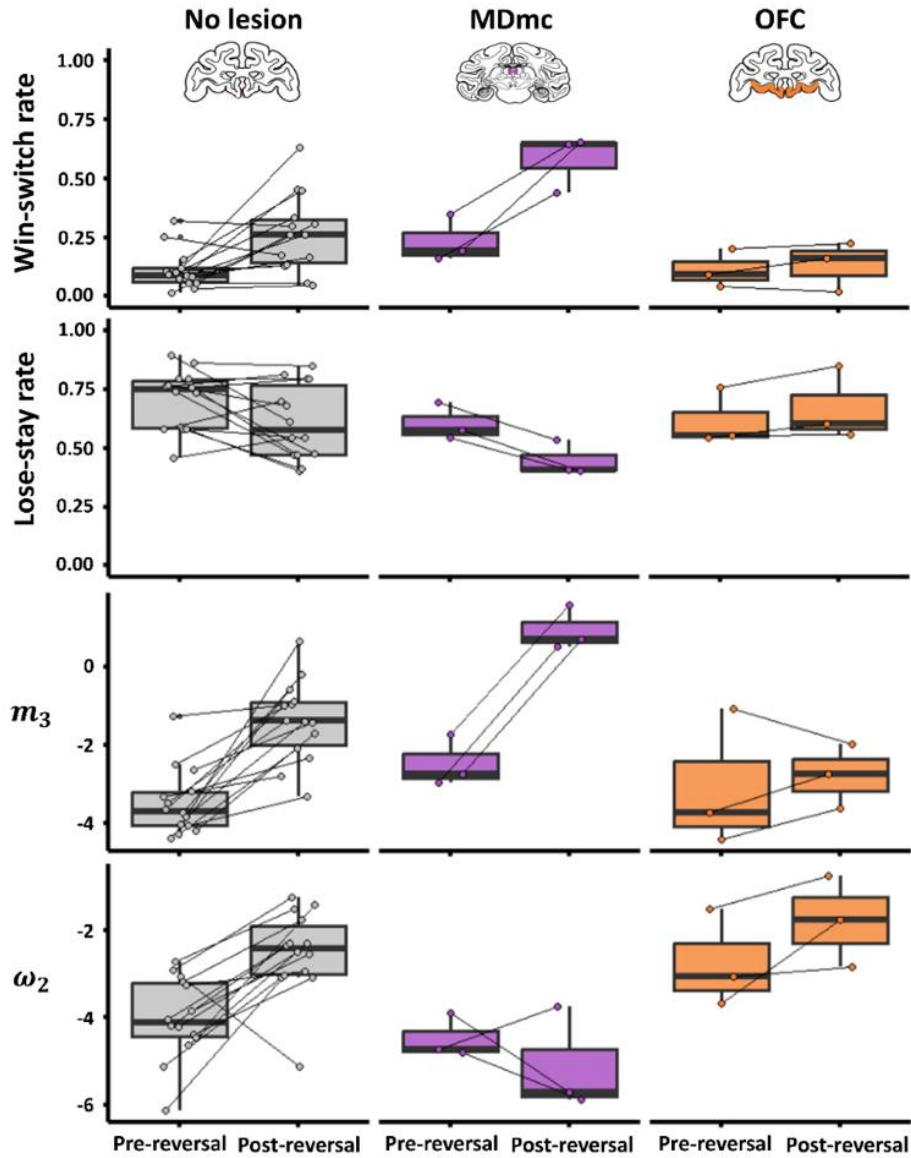 No lesion MDmc OFC
Win-switch rate
1.00
0.75
0.50
0.25
0.00
Lose-stay rate
1.00
0.75
0.50
0.25
0.00
m₃
0
-2
-4
ω₂
-2
-4
-6
Pre-reversal Post-reversal Pre-reversal Post-reversal Pre-reversal Post-reversal